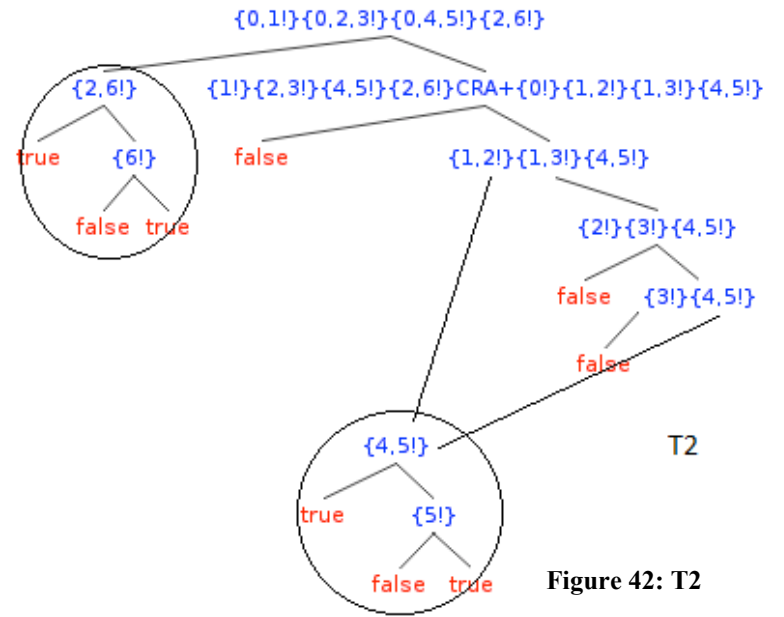 {0,1!}{0,2,3!}{0,4,5!}{2,6!}
{2,6!} {1!}{2,3!}{4,5!}{2,6!}CRA+{0!}{1,2!}{1,3!}{4,5!}
true {6!} false {1,2!}{1,3!}{4,5!}
false true {2!}{3!}{4,5!}
false {3!}{4,5!}
false
{4,5!} T2
true {5!}
false true Figure 42: T2